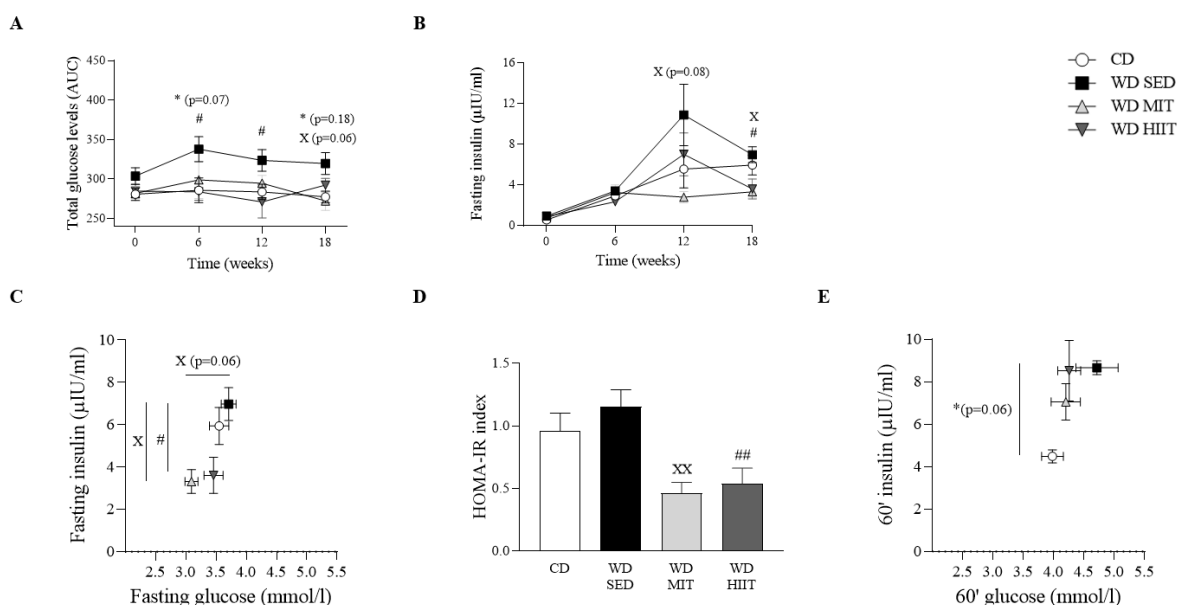 A
B
CD
WD SED
WD MIT
WD HIIT
Total glucose levels (AUC)
450
400
350
300
250
* (p=0.07)
#
#
* (p=0.18)
X (p=0.06)
0
6
12
18
Time (weeks)
Fasting insulin (µIU/ml)
16
12
8
4
0
X (p=0.08)
X
#
0
6
12
18
Time (weeks)
C
D
E
Fasting insulin (µIU/ml)
10
8
6
4
2
0
X (p=0.06)
X
#
2.5
3.0
3.5
4.0
4.5
5.0
5.5
Fasting glucose (mmol/l)
HOMA-IR index
1.5
1.0
0.5
0.0
XX
##
CD
WD
SED
WD
MIT
WD
HIIT
60' insulin (µIU/ml)
10
8
6
4
2
0
*(p=0.06)
2.5
3.0
3.5
4.0
4.5
5.0
5.5
60' glucose (mmol/l)